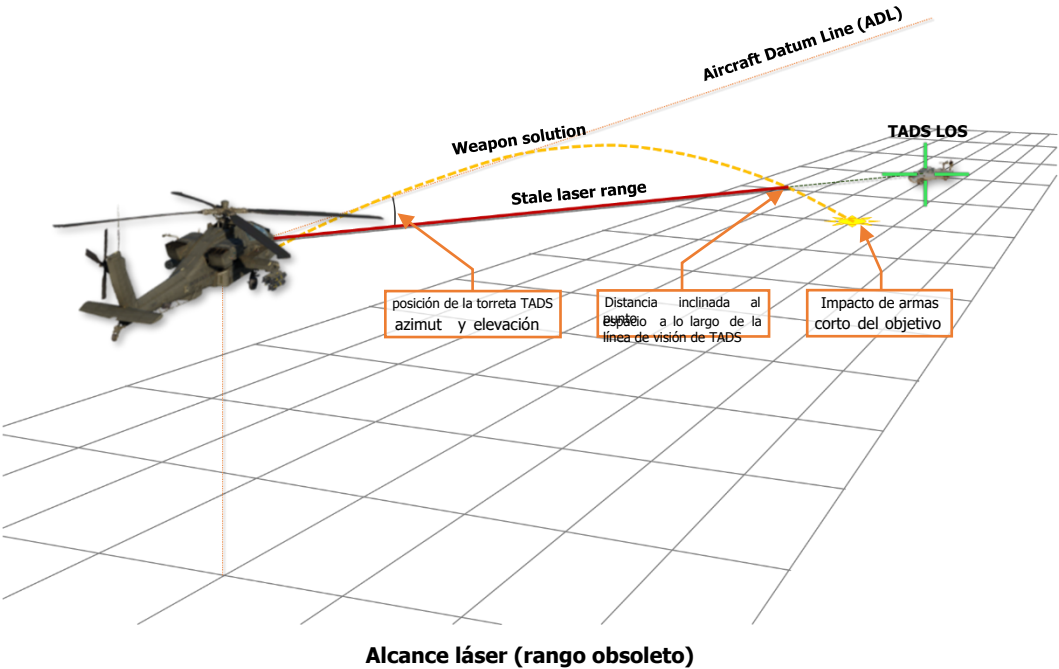 Aircraft Datum Line (ADL)
Weapon solution
TADS LOS
Stale laser range
posición de la torreta TADS
azimut y elevación
Distancia inclinada al
punto
espacio a lo largo de la
línea de visión de TADS
Impacto de armas
corto del objetivo
Alcance láser (rango obsoleto)